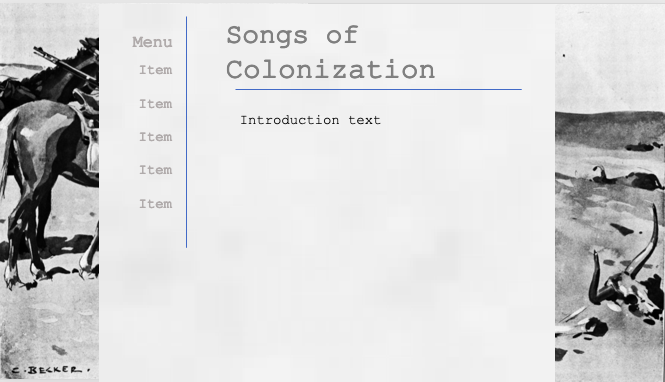 Menu
Item
Item
Item
Item
Item
Songs of
Colonization
Introduction text
C. BECKER.